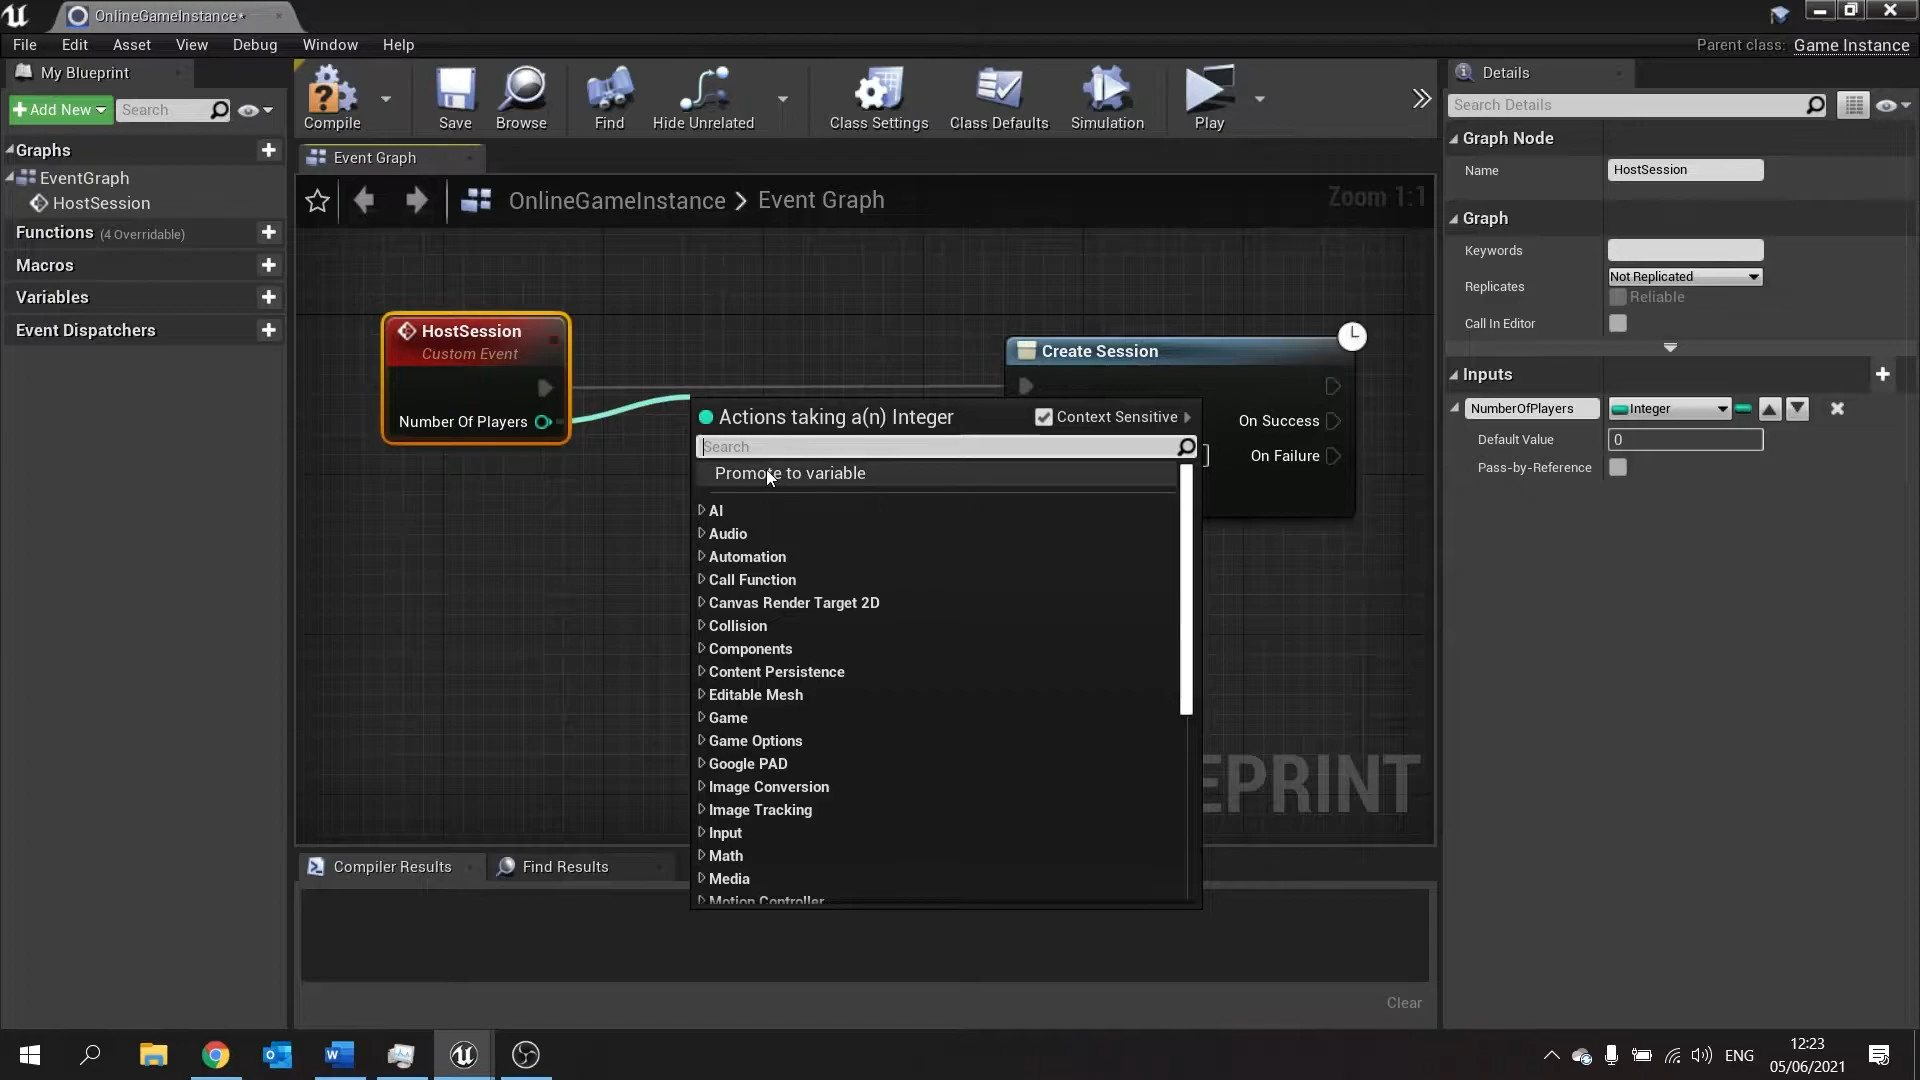 OnlineGameInstance*
File Edit Asset View Debug Window Help
Parent class: Game Instance
My Blueprint
Add New
Search
Graphs
EventGraph
HostSession
Functions (4 Overridable)
Macros
Variables
Event Dispatchers
Compile
Save
Browse
Find
Hide Unrelated
Class Settings
Class Defaults
Simulation
Play
Event Graph
OnlineGameInstance > Event Graph
Zoom 1:1
HostSession
Custom Event
Number Of Players
Create Session
On Success
On Failure
Actions taking a(n) Integer
Context Sensitive
Search
Promote to variable
AI
Audio
Automation
Call Function
Canvas Render Target 2D
Collision
Components
Content Persistence
Editable Mesh
Game
Game Options
Google PAD
Image Conversion
Image Tracking
Input
Math
Media
Motion Controller
EPRINT
Compiler Results
Find Results
Clear
Details
Search Details
Graph Node
Name HostSession
Graph
Keywords
Replicates Not Replicated
Reliable
Call In Editor
Inputs
NumberOfPlayers Integer
Default Value 0
Pass-by-Reference
ENG
12:23
05/06/2021